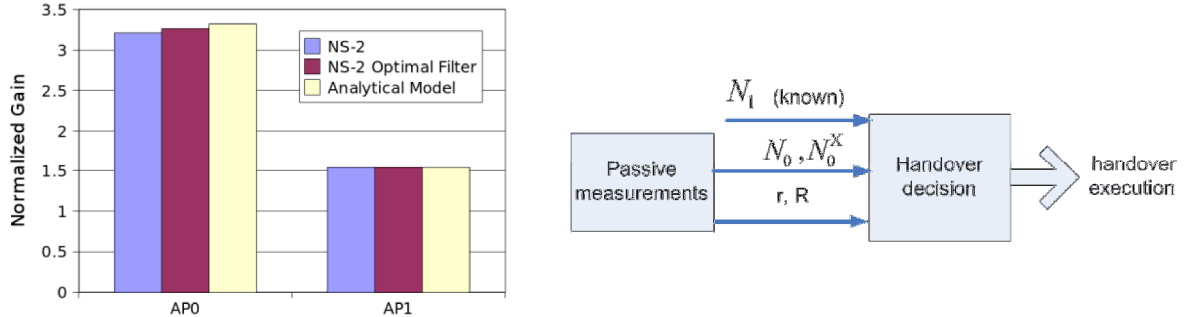 3.5
3
2.5
2
1.5
1
0.5
0
Normalized Gain
NS-2
NS-2 Optimal Filter
Analytical Model
AP0
AP1
Passive
measurements
N₁ (known)
N₀ , N₀ˣ
r, R
Handover
decision
handover
execution